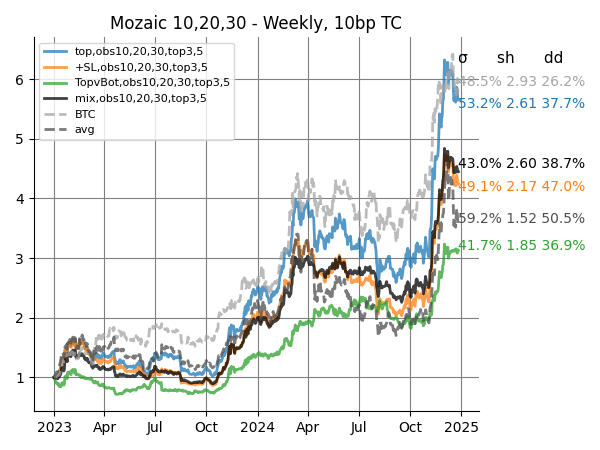 Mozaic 10,20,30 - Weekly, 10bp TC
top,obs10,20,30,top3,5
+SL,obs10,20,30,top3,5
TopvBot,obs10,20,30,top3,5
mix,obs10,20,30,top3,5
BTC
avg
σ sh dd
48.5% 2.93 26.2%
53.2% 2.61 37.7%
43.0% 2.60 38.7%
49.1% 2.17 47.0%
59.2% 1.52 50.5%
41.7% 1.85 36.9%
6
5
4
3
2
1
2023 Apr Jul Oct 2024 Apr Jul Oct 2025